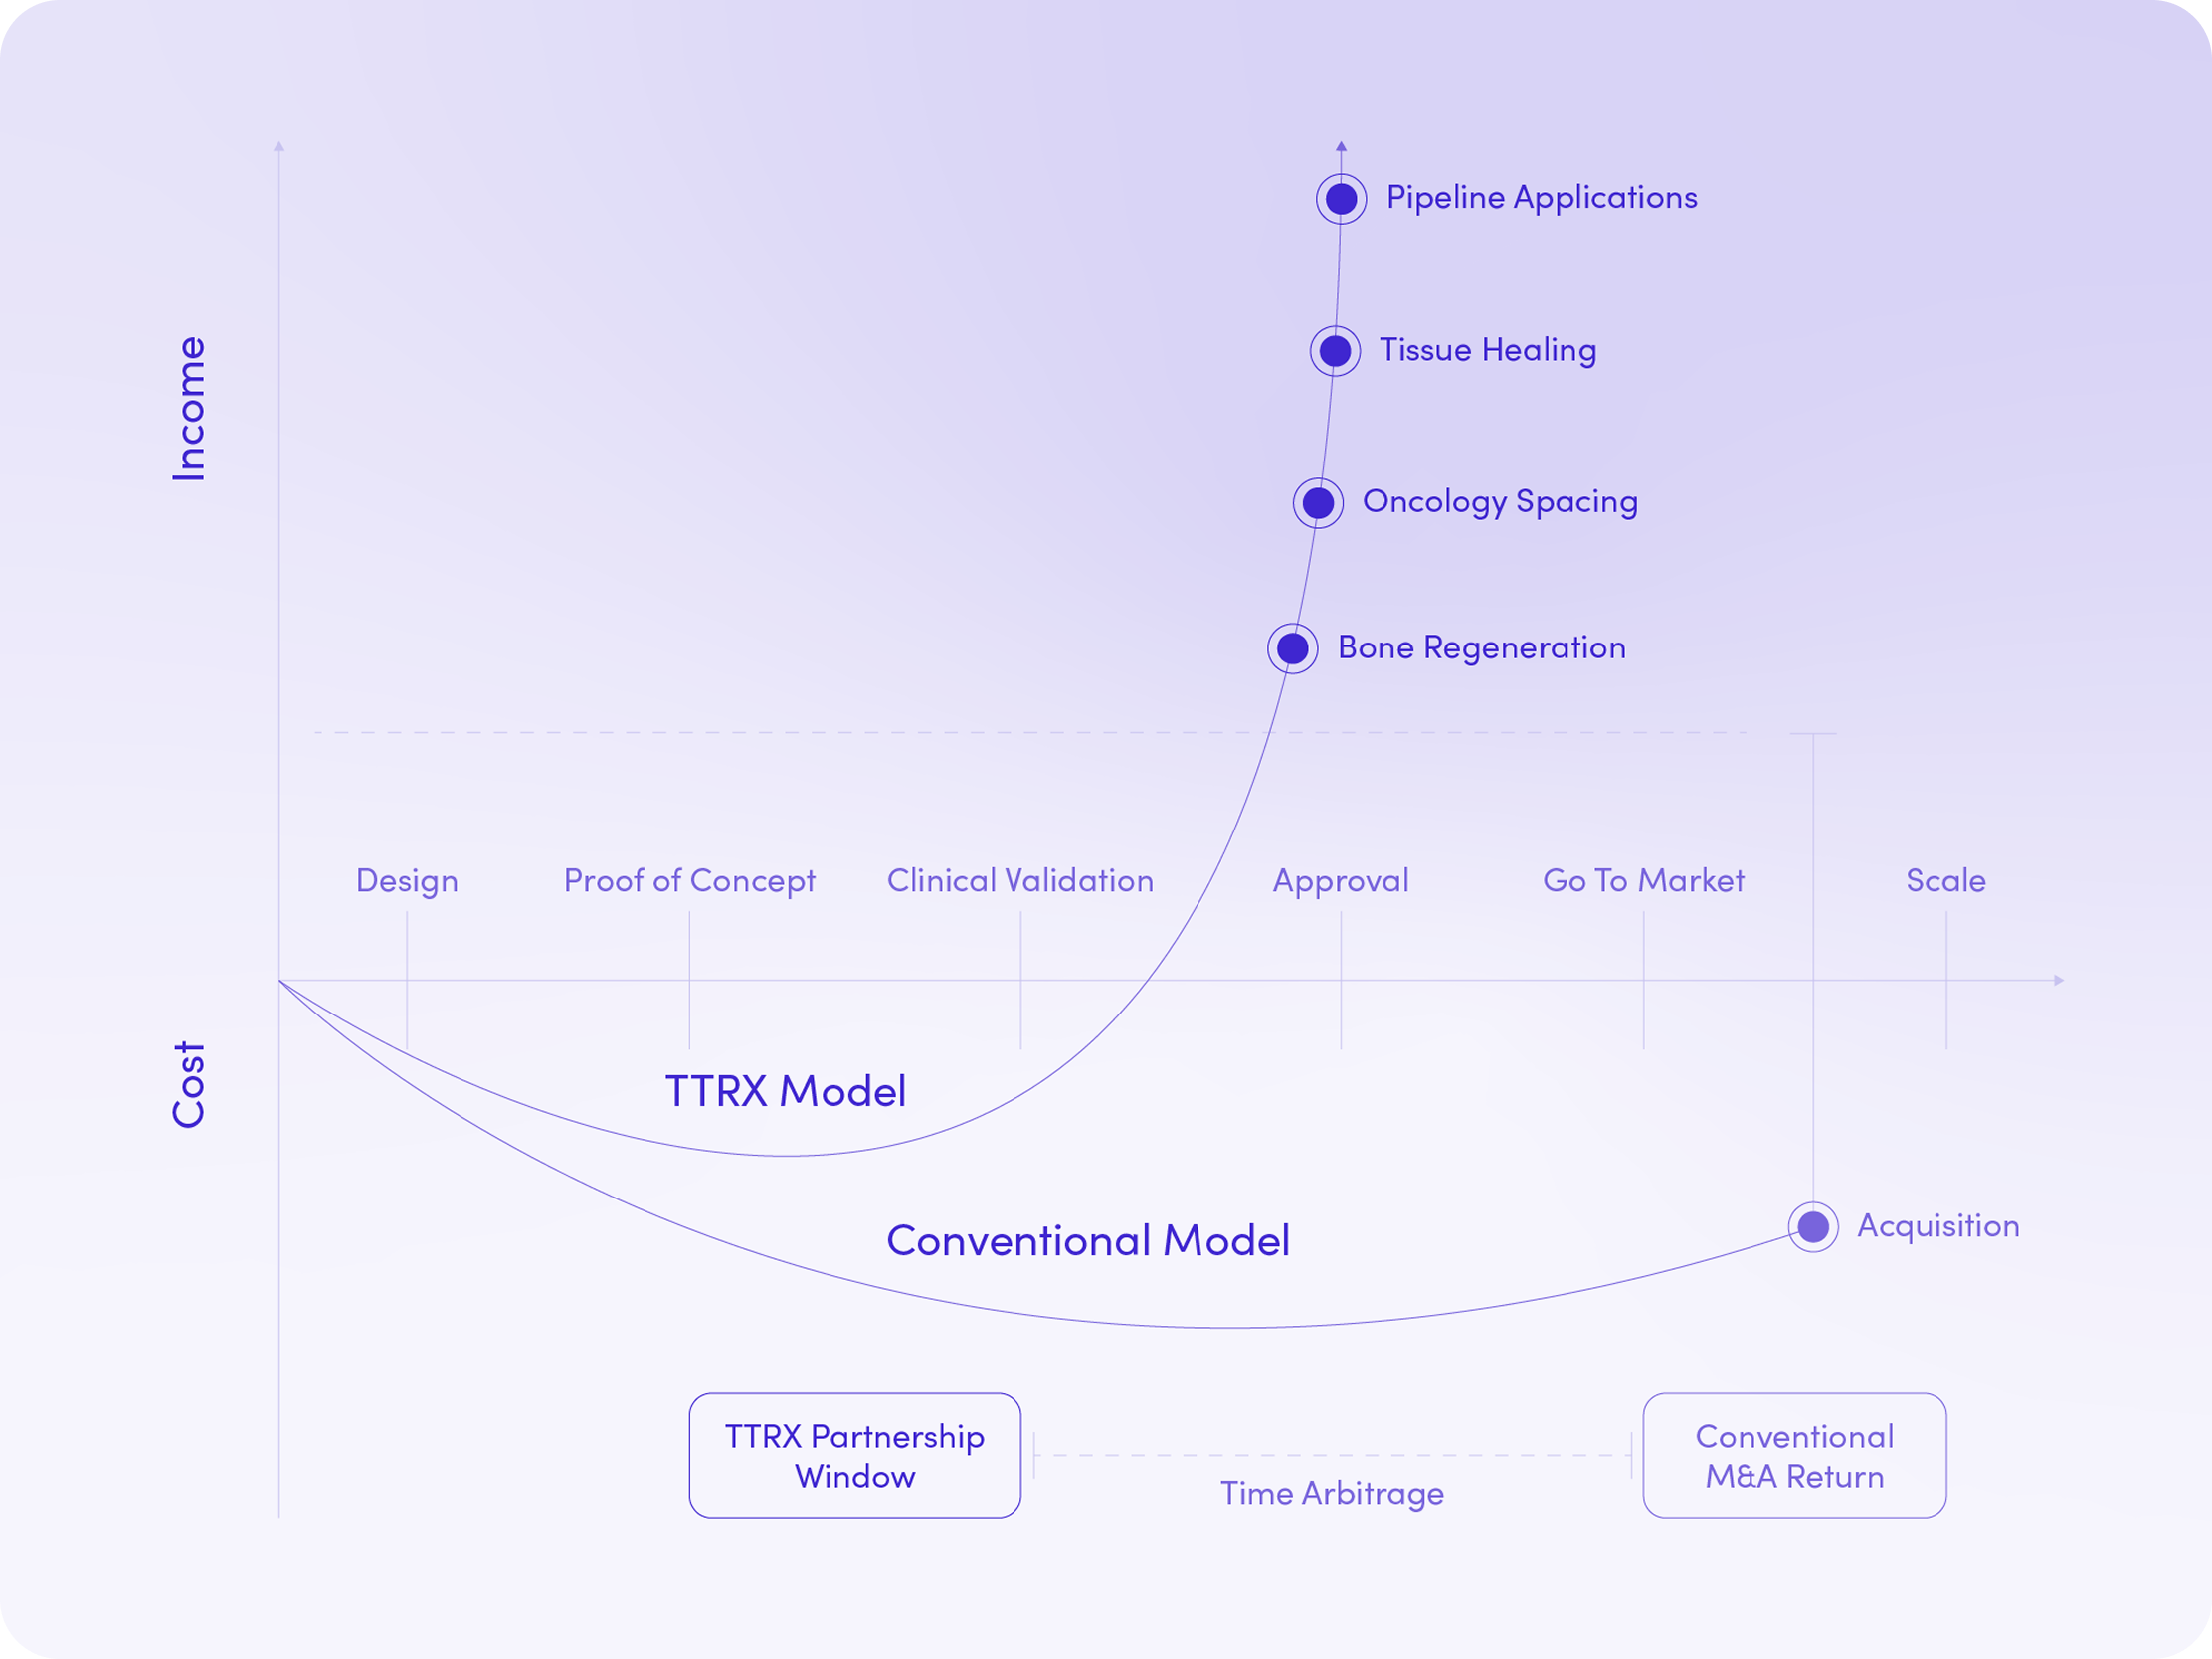 Pipeline Applications
Tissue Healing
Income
Oncology Spacing
Bone Regeneration
Design
Proof of Concept
Clinical Validation
Approval
Go To Market
Scale
Cost
TTRX Model
Conventional Model
Acquisition
TTRX Partnership
Window
Time Arbitrage
Conventional
M&A Return